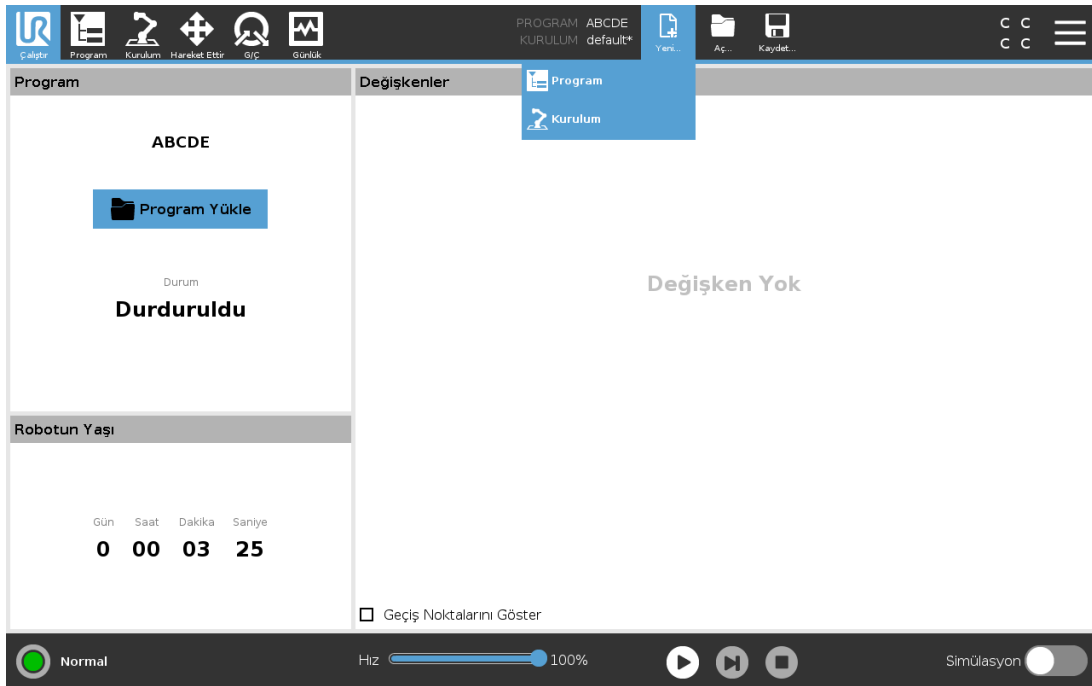 UR
PROGRAM ABCDE
KURULUM default*
C C
C C
Çalıştır Program Kurulum Hareket Ettir G/Ç Günlük Yeni... Aç... Kaydet...
Program
Değişkenler
Program
Kurulum
ABCDE
Program Yükle
Değişken Yok
Durum
Durduruldu
Robotun Yaşı
Gün Saat Dakika Saniye
0 00 03 25
Geçiş Noktalarını Göster
Normal
Hız 100%
Simülasyon